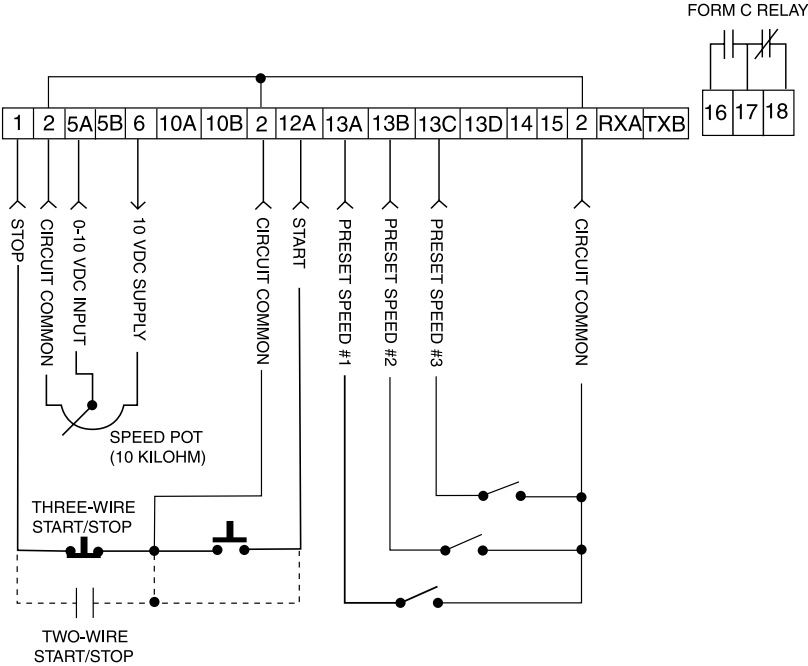 FORM C RELAY
1 2 5A 5B 6 10A 10B 2 12A 13A 13B 13C 13D 14 15 2 RXA TXB
16 17 18
STOP
CIRCUIT COMMON
0-10 VDC INPUT
10 VDC SUPPLY
CIRCUIT COMMON
START
PRESET SPEED #1
PRESET SPEED #2
PRESET SPEED #3
CIRCUIT COMMON
SPEED POT
(10 KILOHM)
THREE-WIRE
START/STOP
TWO-WIRE
START/STOP